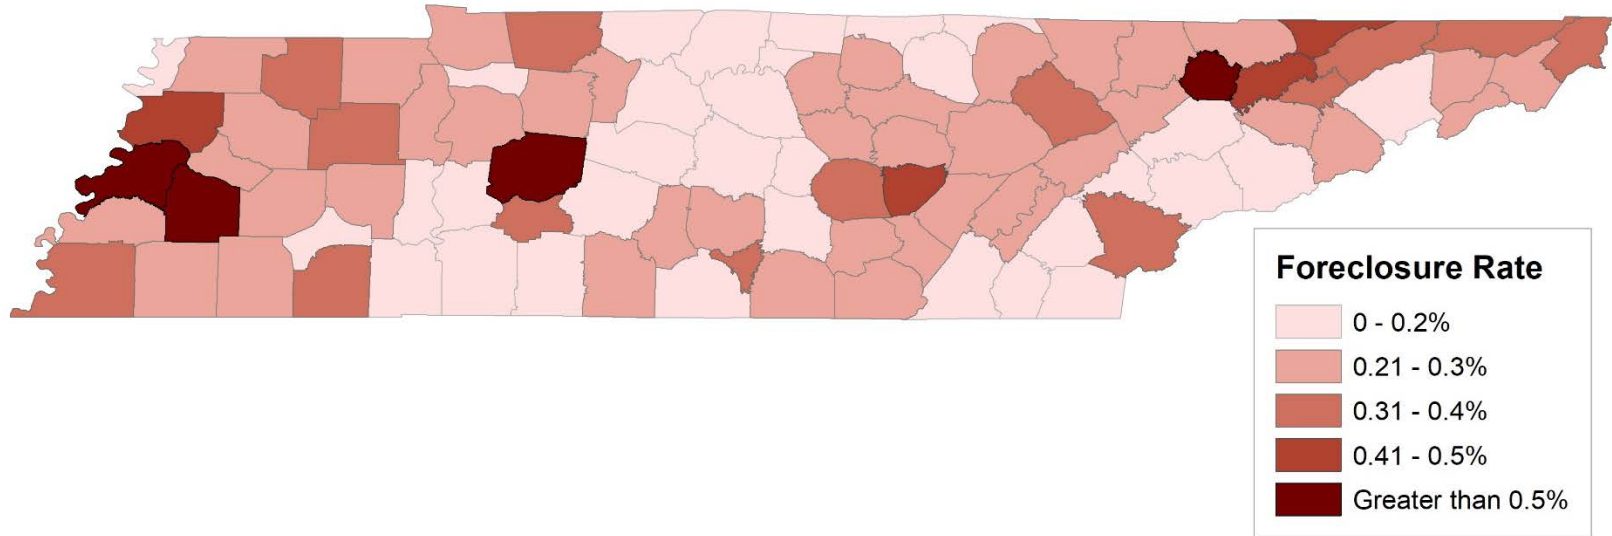 Foreclosure Rate
0 - 0.2%
0.21 - 0.3%
0.31 - 0.4%
0.41 - 0.5%
Greater than 0.5%